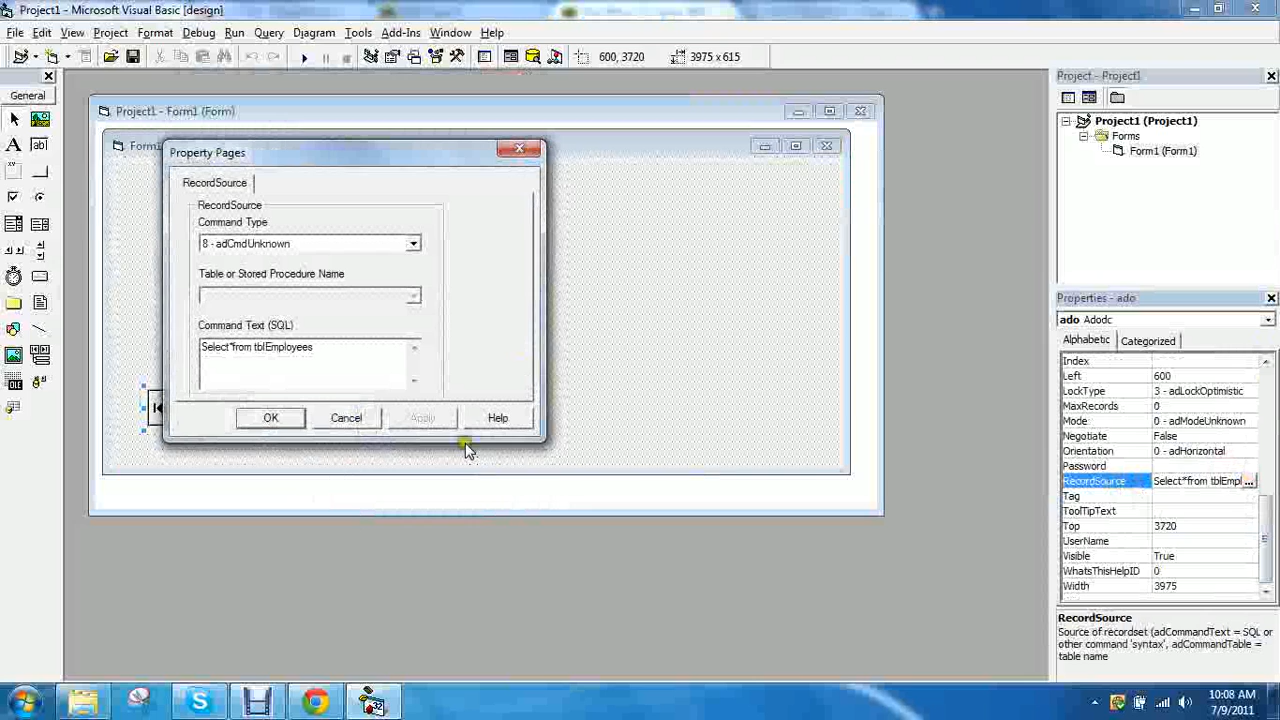 Project1 - Microsoft Visual Basic [design]
File Edit View Project Format Debug Run Query Diagram Tools Add-Ins Window Help
600, 3720 3975 x 615
General
Project1 - Form1 (Form)
Form
Property Pages
RecordSource
RecordSource
Command Type
8 - adCmdUnknown
Table or Stored Procedure Name
Command Text (SQL)
Select*from tblEmployees
OK Cancel Apply Help
Project - Project1
Project1 (Project1)
Forms
Form1 (Form1)
Properties - ado
ado Adodc
Alphabetic Categorized
Index
Left 600
LockType 3 - adLockOptimistic
MaxRecords 0
Mode: 0 - adModeUnknown
Negotiate False
Orientation 0 - adHorizontal
Password
RecordSource Select*from tblEmpl ...
Tag
ToolTipText
Top 3720
UserName
Visible True
WhatsThisHelpID 0
Width 3975
RecordSource
Source of recordset (adCommandText = SQL or
other command 'syntax', adCommandTable =
table name
32
10:08 AM
7/9/2011